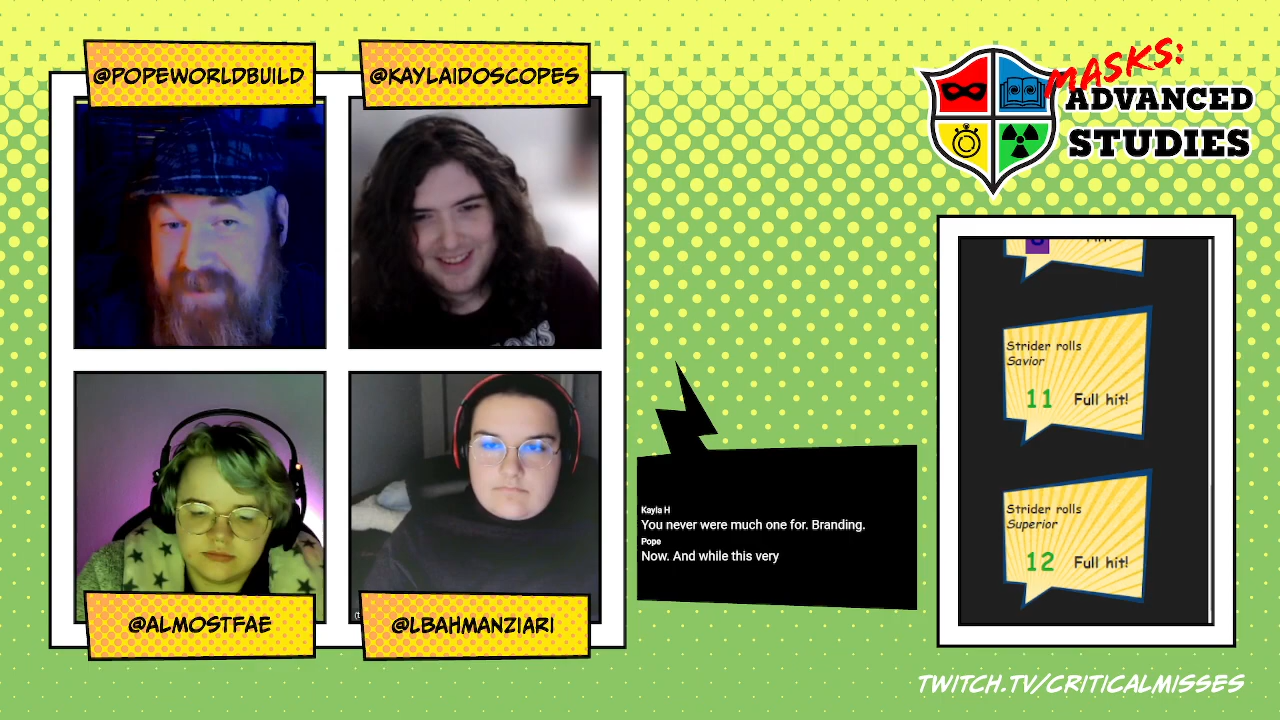 @POPEWORLDBUILD
@KAYLAIDOSCOPES
MASKS:
ADVANCED
STUDIES
Strider rolls
Savior
11 Full hit!
Kayla H
You never were much one for. Branding.
Pope
Now. And while this very
Strider rolls
Superior
12 Full hit!
@ALMOSTFAE
@LBAHMANZIARI
TWITCH.TV/CRITICALMISSES